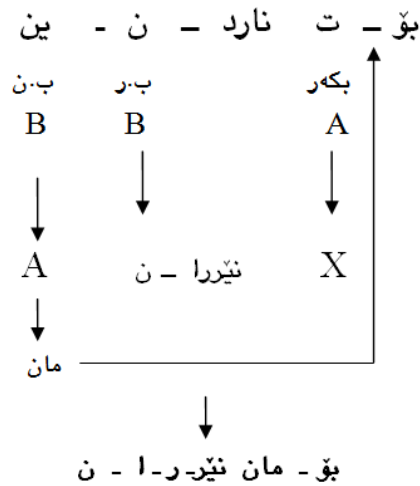 بۆ – ت نارد – ن - ین
بکەر ب.ر ب.ن
A B B
X نێررا – ن A
مان
بۆ - مان نێر-ر-ا - ن